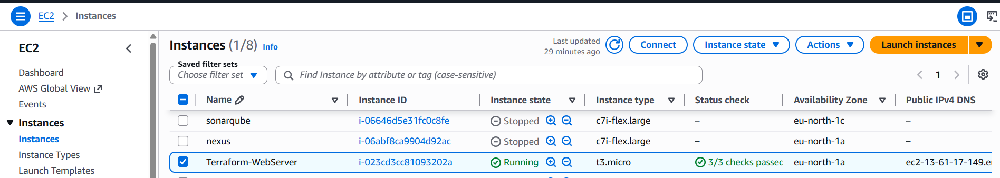 EC2 > Instances
EC2
Dashboard
AWS Global View
Events
Instances
Instances
Instance Types
Launch Templates
Instances (1/8) Info
Last updated
29 minutes ago
Connect
Instance state
Actions
Launch instances
Saved filter sets
Choose filter set
Find Instance by attribute or tag (case-sensitive)
1
Name Instance ID Instance state Instance type Status check Availability Zone Public IPv4 DNS
sonarqube i-06646d5e31fc0c8fe Stopped c7i-flex.large – eu-north-1c –
nexus i-06abf8ca9904d92ac Stopped c7i-flex.large – eu-north-1a –
Terraform-WebServer i-023cd3cc81093202a Running t3.micro 3/3 checks passed eu-north-1a ec2-13-61-17-149.eu